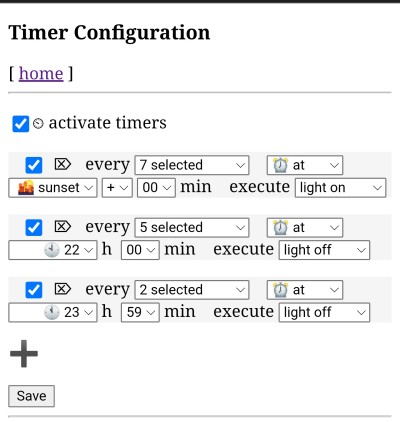 Timer Configuration
[ home ]
⏲ activate timers
⌦ every 7 selected ⏰ at
🌇 sunset + 00 min execute light on
⌦ every 5 selected ⏰ at
🕙 22 h 00 min execute light off
⌦ every 2 selected ⏰ at
🕚 23 h 59 min execute light off
➕
Save